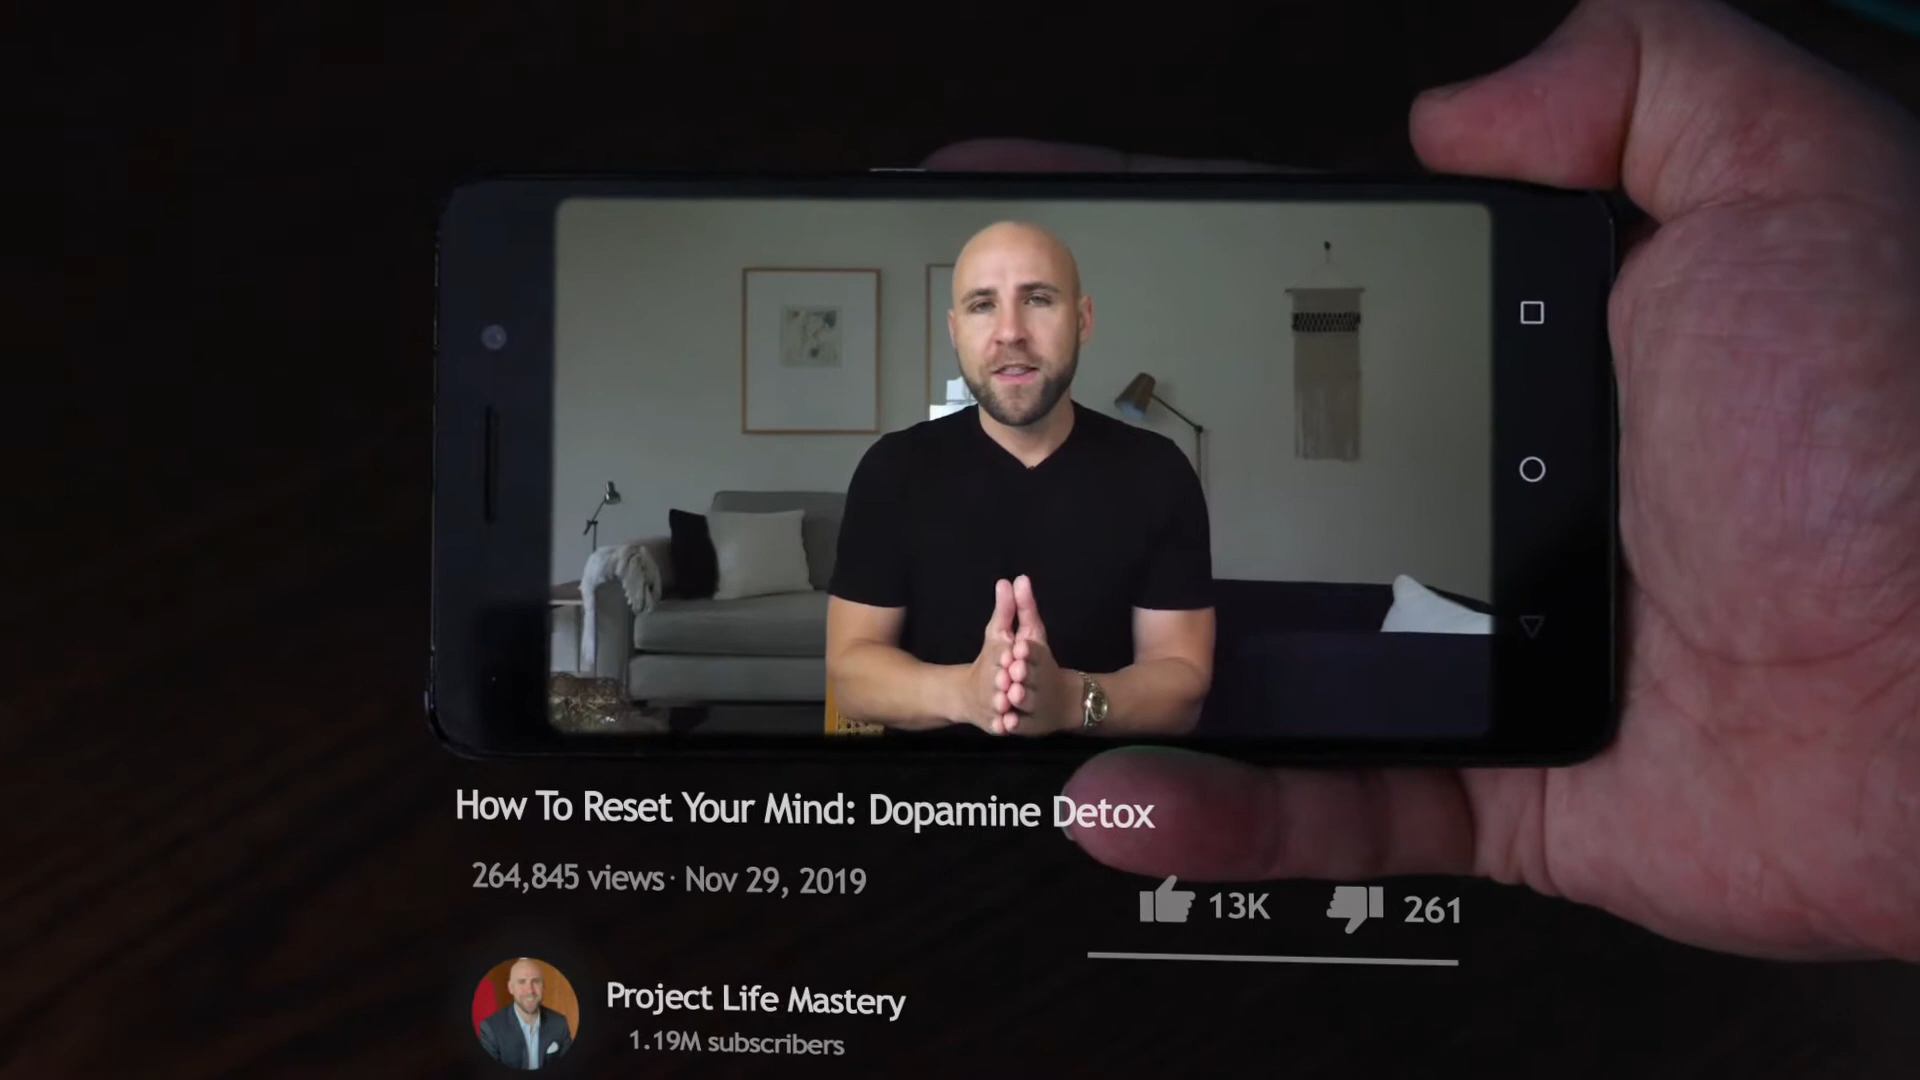 How To Reset Your Mind: Dopamine Detox
264,845 views · Nov 29, 2019
13K 261
Project Life Mastery
1.19M subscribers